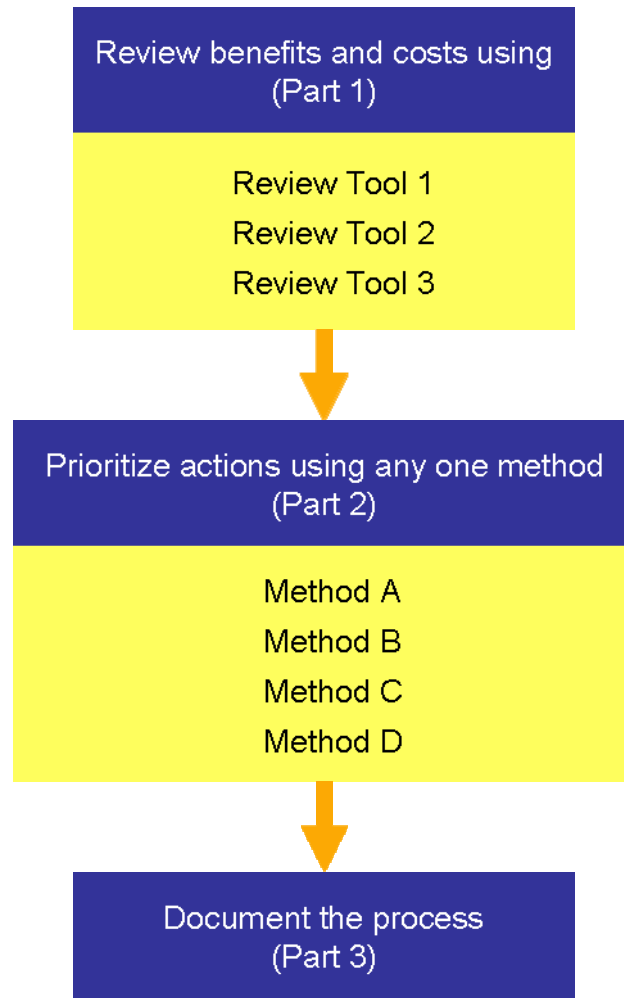 Review benefits and costs using
(Part 1)
Review Tool 1
Review Tool 2
Review Tool 3
Prioritize actions using any one method
(Part 2)
Method A
Method B
Method C
Method D
Document the process
(Part 3)